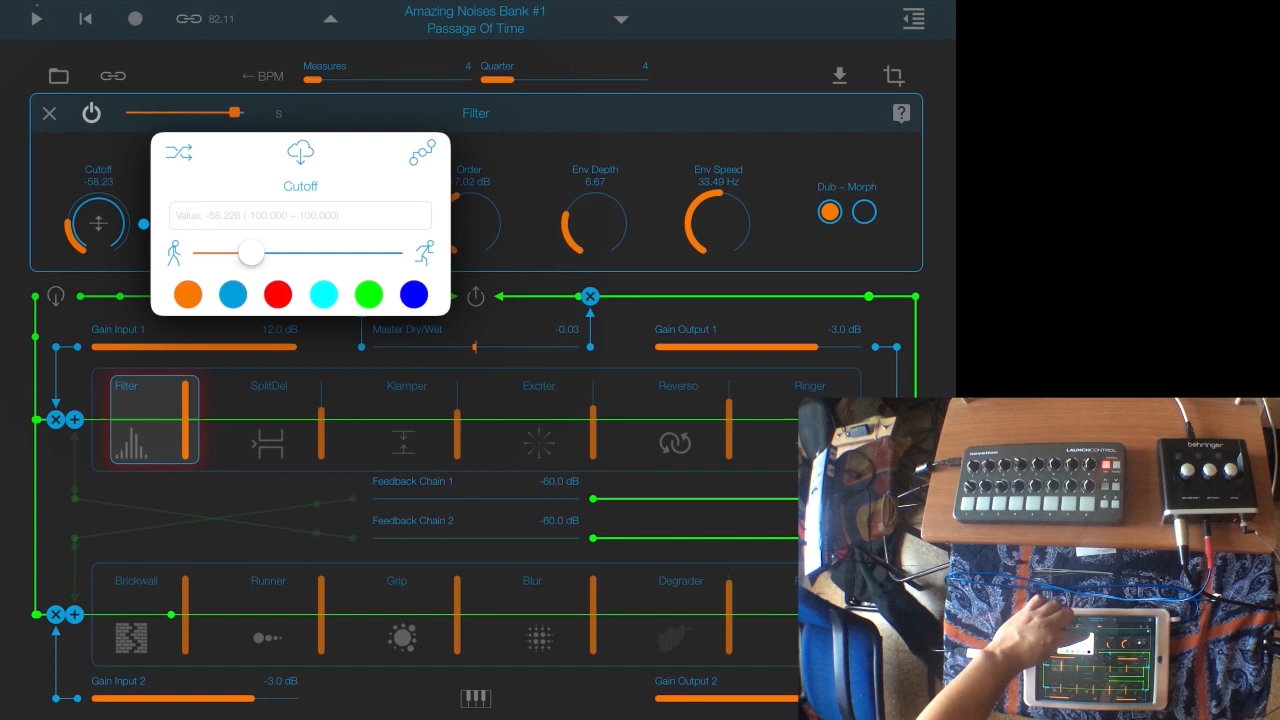 82.11
Amazing Noises Bank #1
Passage Of Time
← BPM
Measures 4
Quarter 4
S
Filter
?
Cutoff
-58.23
Order
7.02 dB
Env Depth
6.67
Env Speed
33.49 Hz
Dub - Morph
Cutoff
Value: -58.226 (-100.000 ÷ 100.000)
Gain Input 1 12.0 dB
Master Dry/Wet -0.03
Gain Output 1 -3.0 dB
Filter
SplitDel
Klamper
Exciter
Reverso
Ringer
Feedback Chain 1 -60.0 dB
Feedback Chain 2 -60.0 dB
Brickwall
Runner
Grip
Blur
Degrader
Gain Input 2 -3.0 dB
Gain Output 2
novation
LAUNCHCONTROL
behringer